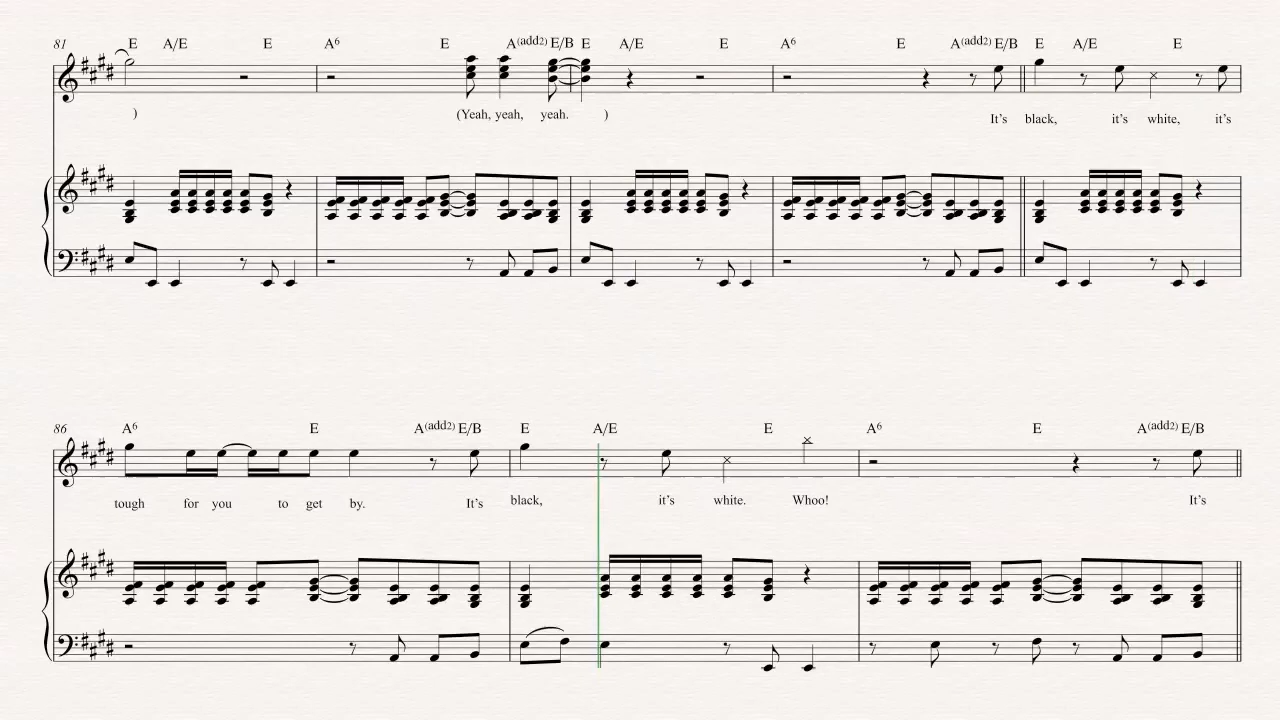 81 E A/E E A6 E A(add2) E/B E A/E E A6 E A(add2) E/B E A/E E
) (Yeah, yeah, yeah. ) It's black, it's white, it's
86 A6 E A(add2) E/B E A/E E A6 E A(add2) E/B
tough for you to get by. It's black, it's white. Whoo! It's